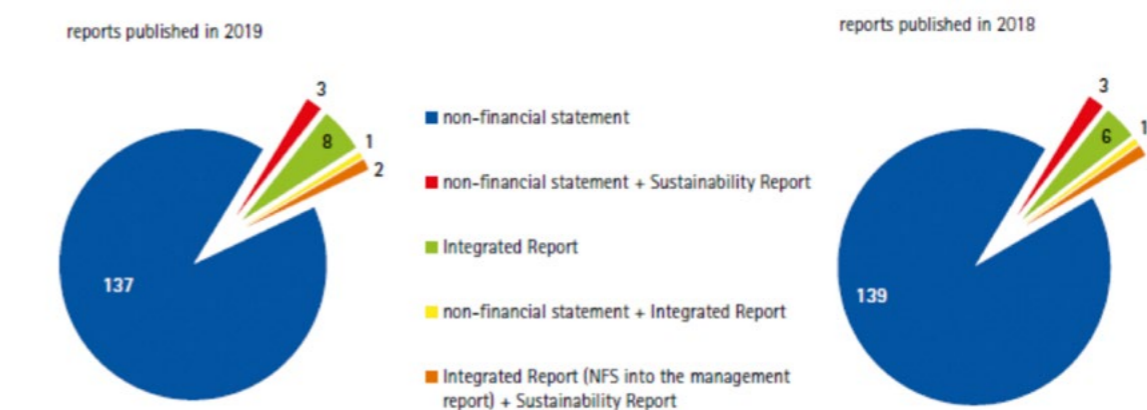 reports published in 2019
reports published in 2018
3
8
1
2
137
non-financial statement
non-financial statement + Sustainability Report
Integrated Report
non-financial statement + Integrated Report
Integrated Report (NFS into the management
report) + Sustainability Report
3
6
1
139